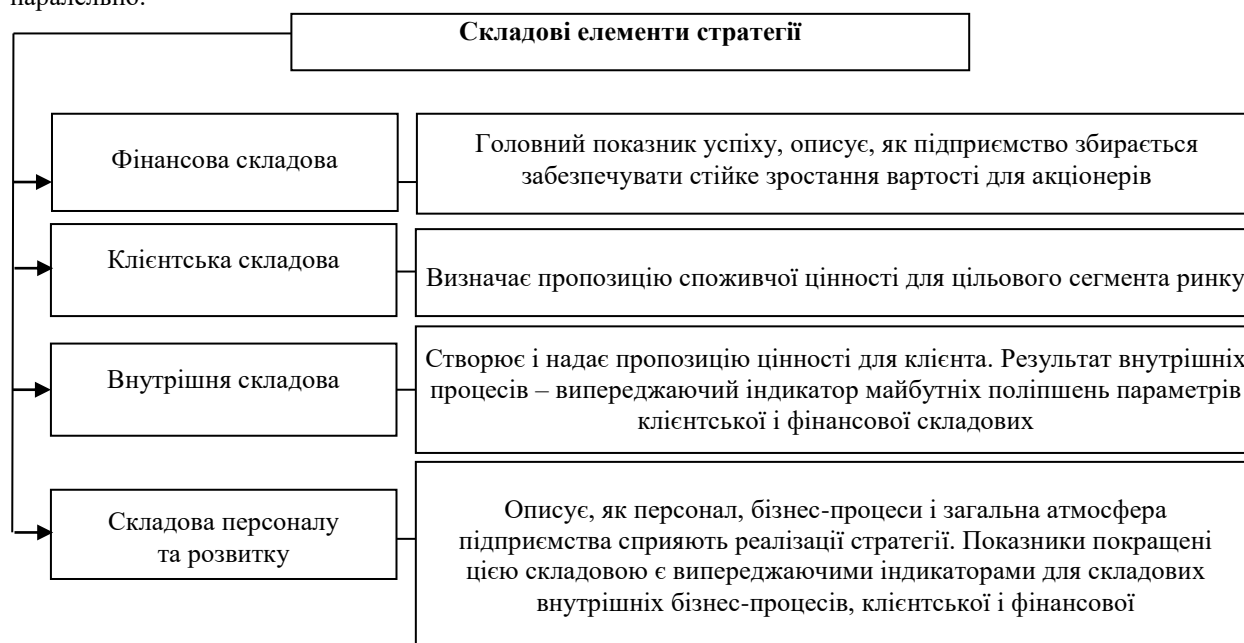 паралельно.
Складові елементи стратегії
Фінансова складова
Головний показник успіху, описує, як підприємство збирається
забезпечувати стійке зростання вартості для акціонерів
Клієнтська складова
Визначає пропозицію споживчої цінності для цільового сегмента ринку
Внутрішня складова
Створює і надає пропозицію цінності для клієнта. Результат внутрішніх
процесів – випереджаючий індикатор майбутніх поліпшень параметрів
клієнтської і фінансової складових
Складова персоналу
та розвитку
Описує, як персонал, бізнес-процеси і загальна атмосфера
підприємства сприяють реалізації стратегії. Показники покращені
цією складовою є випереджаючими індикаторами для складових
внутрішніх бізнес-процесів, клієнтської і фінансової